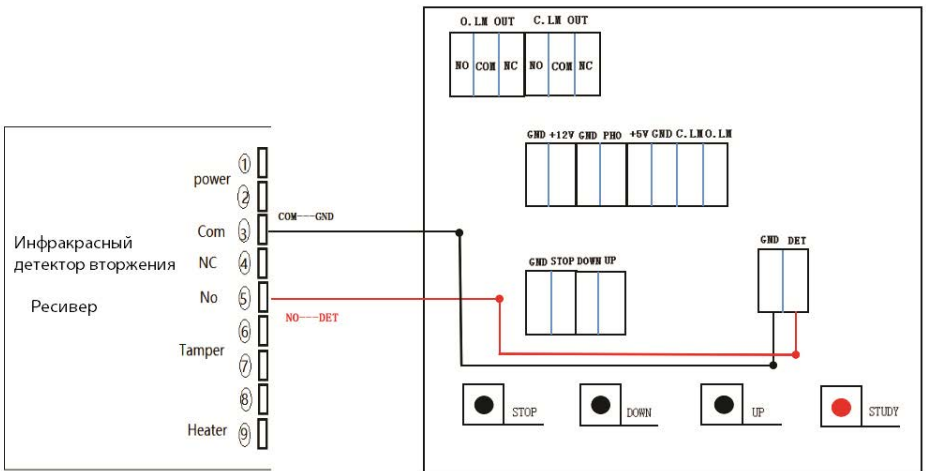 O.LM OUT C.LM OUT
NO COM NC NO COM NC
GND +12V GND PHO +5V GND C.LM O.LM
power
1
2
Com 3
COM---GND
NC 4
No 5
NO---DET
6
Tamper
7
8
Heater 9
Инфракрасный
детектор вторжения
Ресивер
GND STOP DOWN UP
GND DET
STOP
DOWN
UP
STUDY